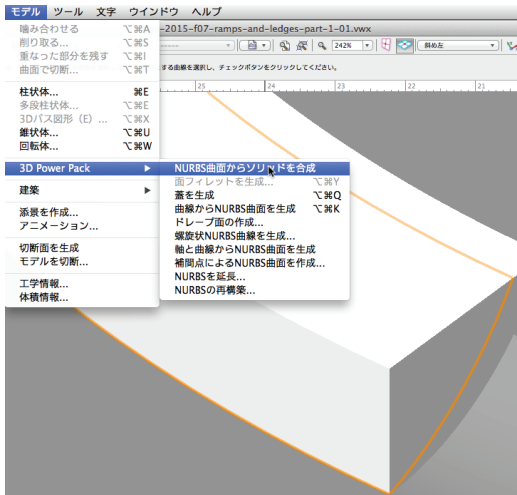 モデル ツール 文字 ウインドウ ヘルプ
-2015-f07-ramps-and-ledges-part-1-01.vwx
242% 斜め左
する曲線を選択し、チェックボタンをクリックしてください。
25 24 23 22 21
噛み合わせる ⌥⌘A
削り取る... ⌥⌘S
重なった部分を残す ⌥⌘I
曲面で切断... ⌥⌘T
柱状体... ⌘E
多段柱状体... ⌥⌘E
3Dパス図形（E）... ⌥⌘X
錐状体... ⌥⌘U
回転体... ⌥⌘W
3D Power Pack ▶
建築 ▶
添景を作成...
アニメーション...
切断面を生成
モデルを切断...
工学情報...
体積情報...
NURBS曲面からソリッドを合成
面フィレットを生成... ⌥⌘Y
蓋を生成 ⌥⌘Q
曲線からNURBS曲面を生成 ⌥⌘K
ドレープ面の作成...
螺旋状NURBS曲線を生成...
軸と曲線からNURBS曲面を生成
補間点によるNURBS曲面を作成...
NURBSを延長...
NURBSの再構築...